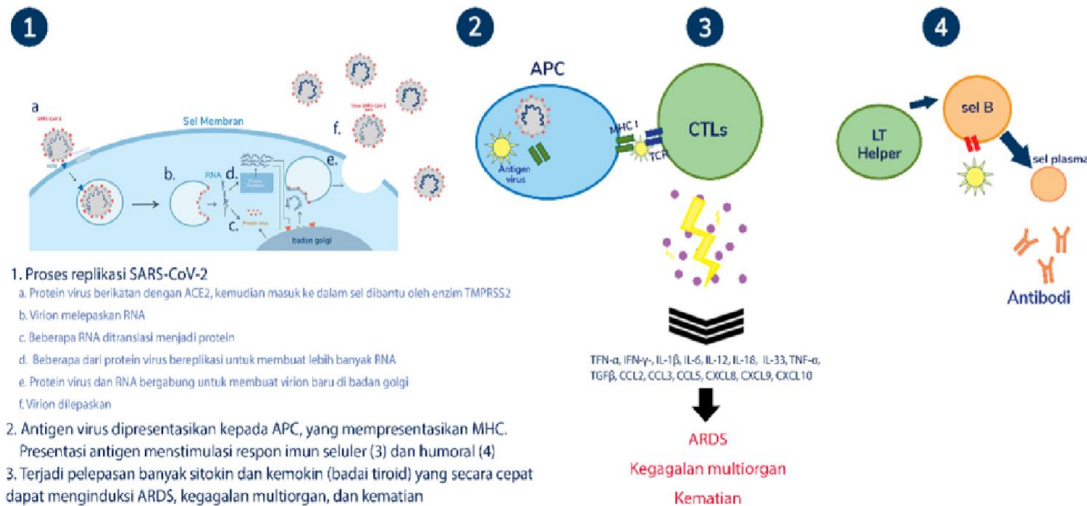 1
2
3
4
a
SARS-CoV-2
ACE2
Sel Membran
b.
RNA
d.
c.
e.
f.
badan golgi
APC
Antigen
virus
MHC I
TCR
CTLs
TFN-α, IFN-γ-, IL-1β, IL-6, IL-12, IL-18, IL-33, TNF-α,
TGFβ, CCL2, CCL3, CCL5, CXCL8, CXCL9, CXCL10
ARDS
Kegagalan multiorgan
Kematian
LT
Helper
sel B
sel plasma
Antibodi
1. Proses replikasi SARS-CoV-2
a. Protein virus berikatan dengan ACE2, kemudian masuk ke dalam sel dibantu oleh enzim TMPRSS2
b. Virion melepaskan RNA
c. Beberapa RNA ditranslasi menjadi protein
d. Beberapa dari protein virus bereplikasi untuk membuat lebih banyak RNA
e. Protein virus dan RNA bergabung untuk membuat virion baru di badan golgi
f. Virion dilepaskan
2. Antigen virus dipresentasikan kepada APC, yang mempresentasikan MHC.
Presentasi antigen menstimulasi respon imun seluler (3) dan humoral (4)
3. Terjadi pelepasan banyak sitokin dan kemokin (badai tiroid) yang secara cepat
dapat menginduksi ARDS, kegagalan multiorgan, dan kematian